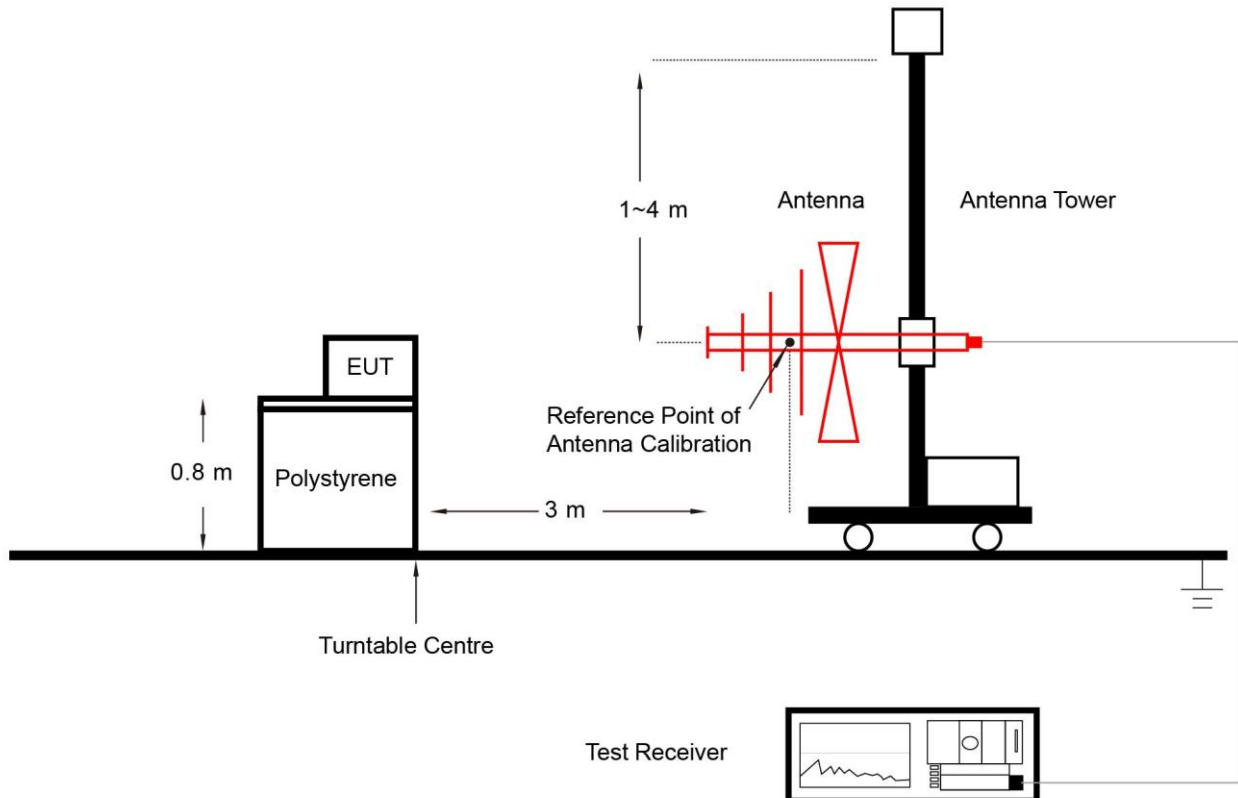 1~4 m
Antenna
Antenna Tower
EUT
Reference Point of
Antenna Calibration
0.8 m
Polystyrene
3 m
Turntable Centre
Test Receiver